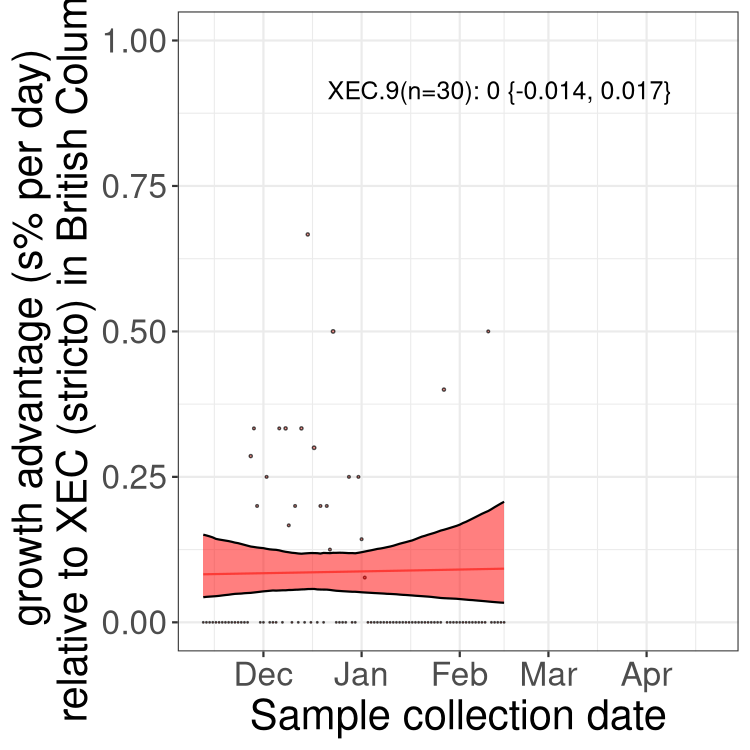 growth advantage (s% per day)
relative to XEC (stricto) in British Colum
1.00
0.75
0.50
0.25
0.00
XEC.9(n=30): 0 {-0.014, 0.017}
Dec Jan Feb Mar Apr
Sample collection date